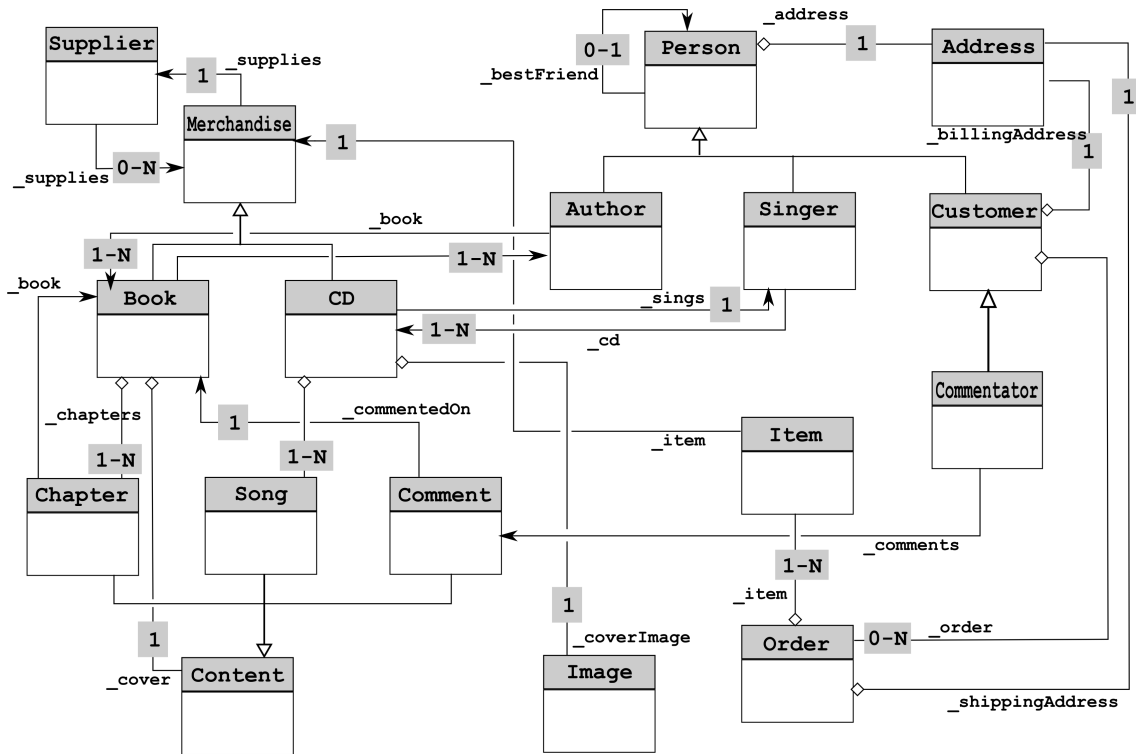 _address
Supplier
0-1
Person
1
Address
_supplies
1
_bestFriend
1
Merchandise
_billingAddress
1
1
0-N
_supplies
Author
Singer
Customer
_book
1-N
1-N
_book
Book
CD
_sings
1
1-N
_cd
Commentator
_chapters
_commentedOn
1
Item
_item
1-N
1-N
Chapter
Song
Comment
_comments
1-N
_item
1
1
_coverImage
0-N
_order
Order
_cover
Content
Image
_shippingAddress